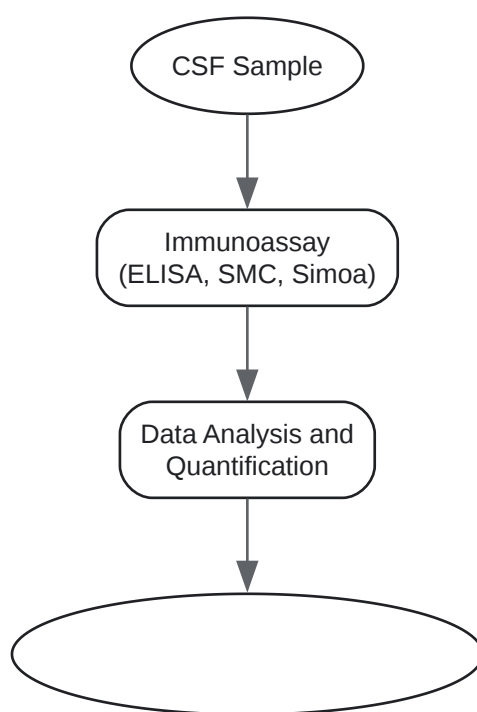 CSF Sample
Immunoassay
(ELISA, SMC, Simoa)
Data Analysis and
Quantification